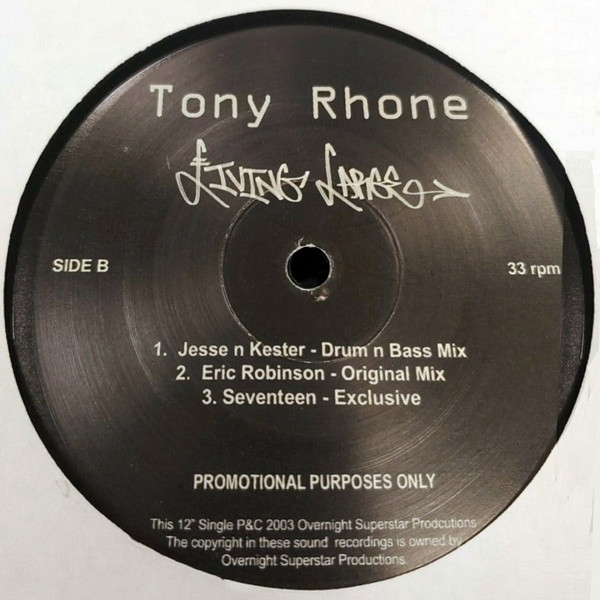 Tony Rhone
Living Large
SIDE B
33 rpm
1. Jesse n Kester - Drum n Bass Mix
2. Eric Robinson - Original Mix
3. Seventeen - Exclusive
PROMOTIONAL PURPOSES ONLY
This 12" Single P&C 2003 Overnight Superstar Prodcutions
The copyright in these sound recordings is owned by
Overnight Superstar Productions.